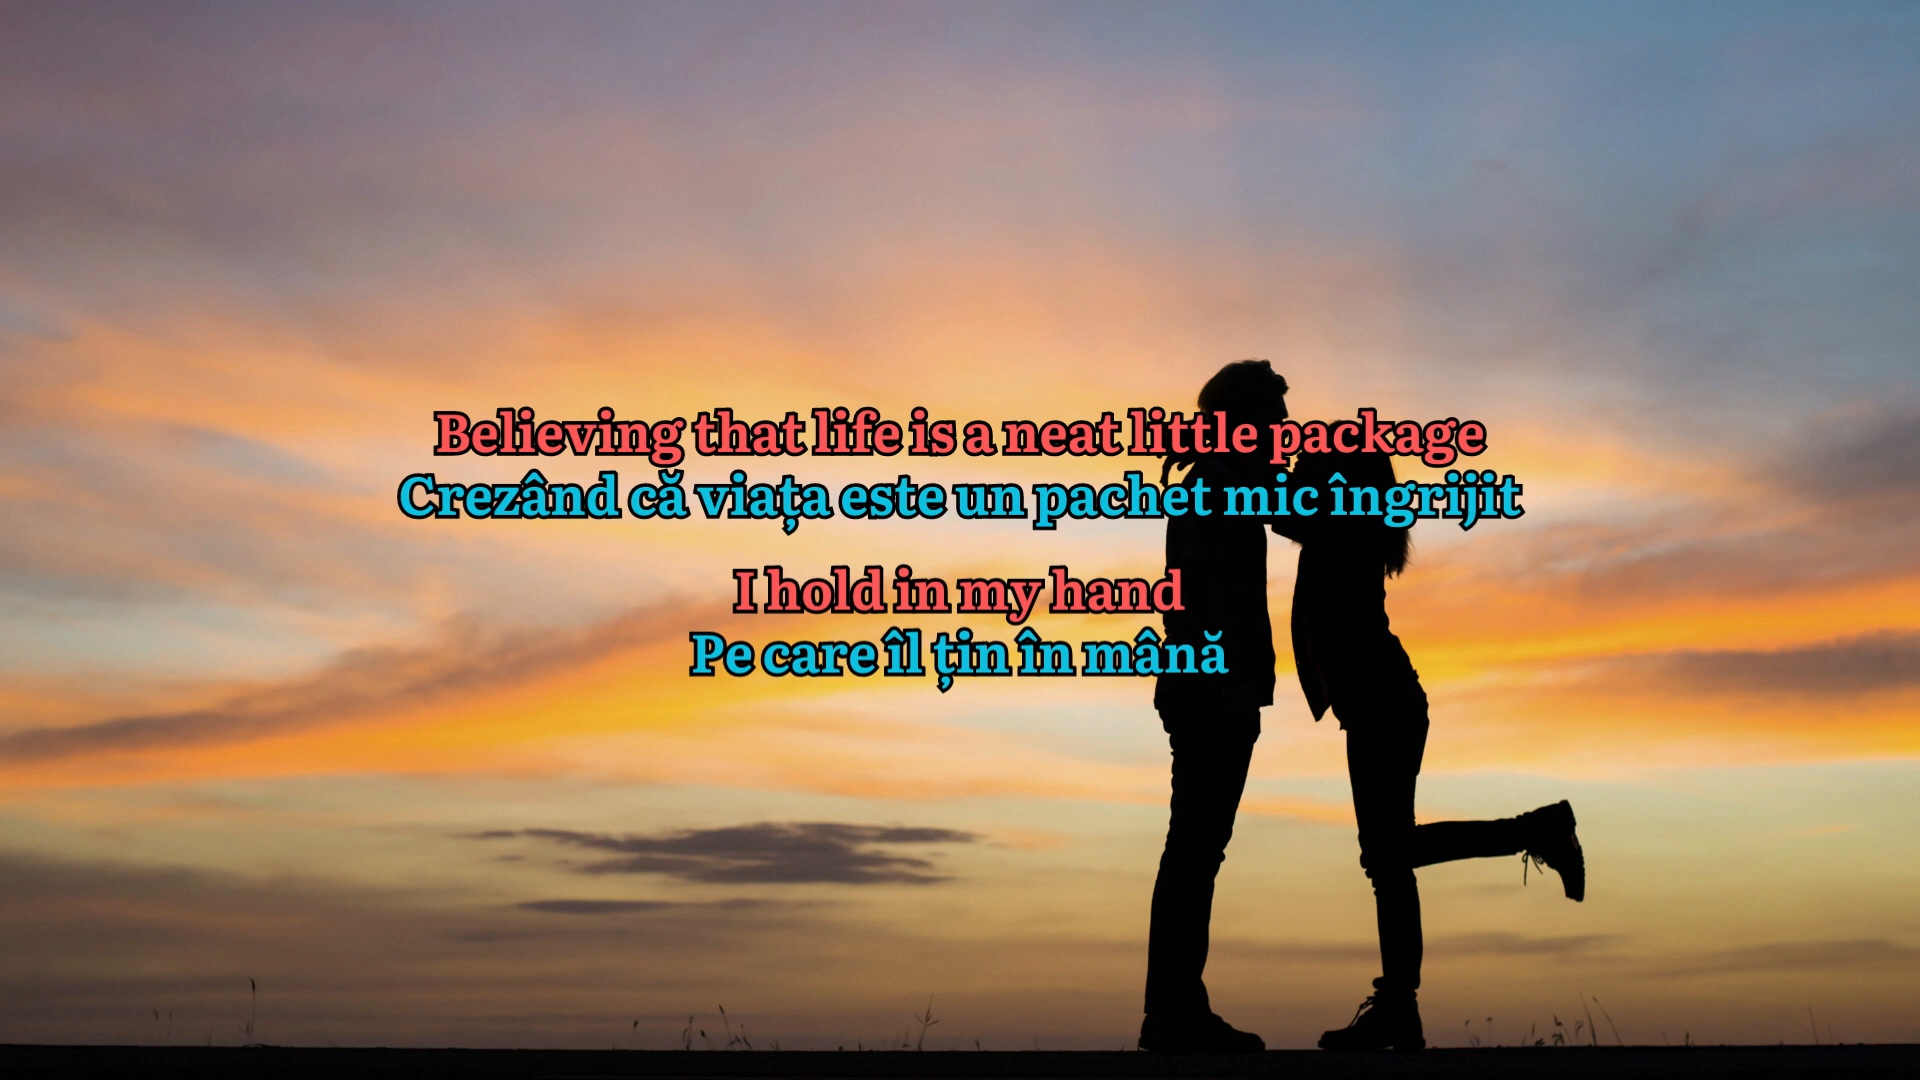 Believing that life is a neat little package
Crezând că viața este un pachet mic îngrijit
I hold in my hand
Pe care îl țin în mână